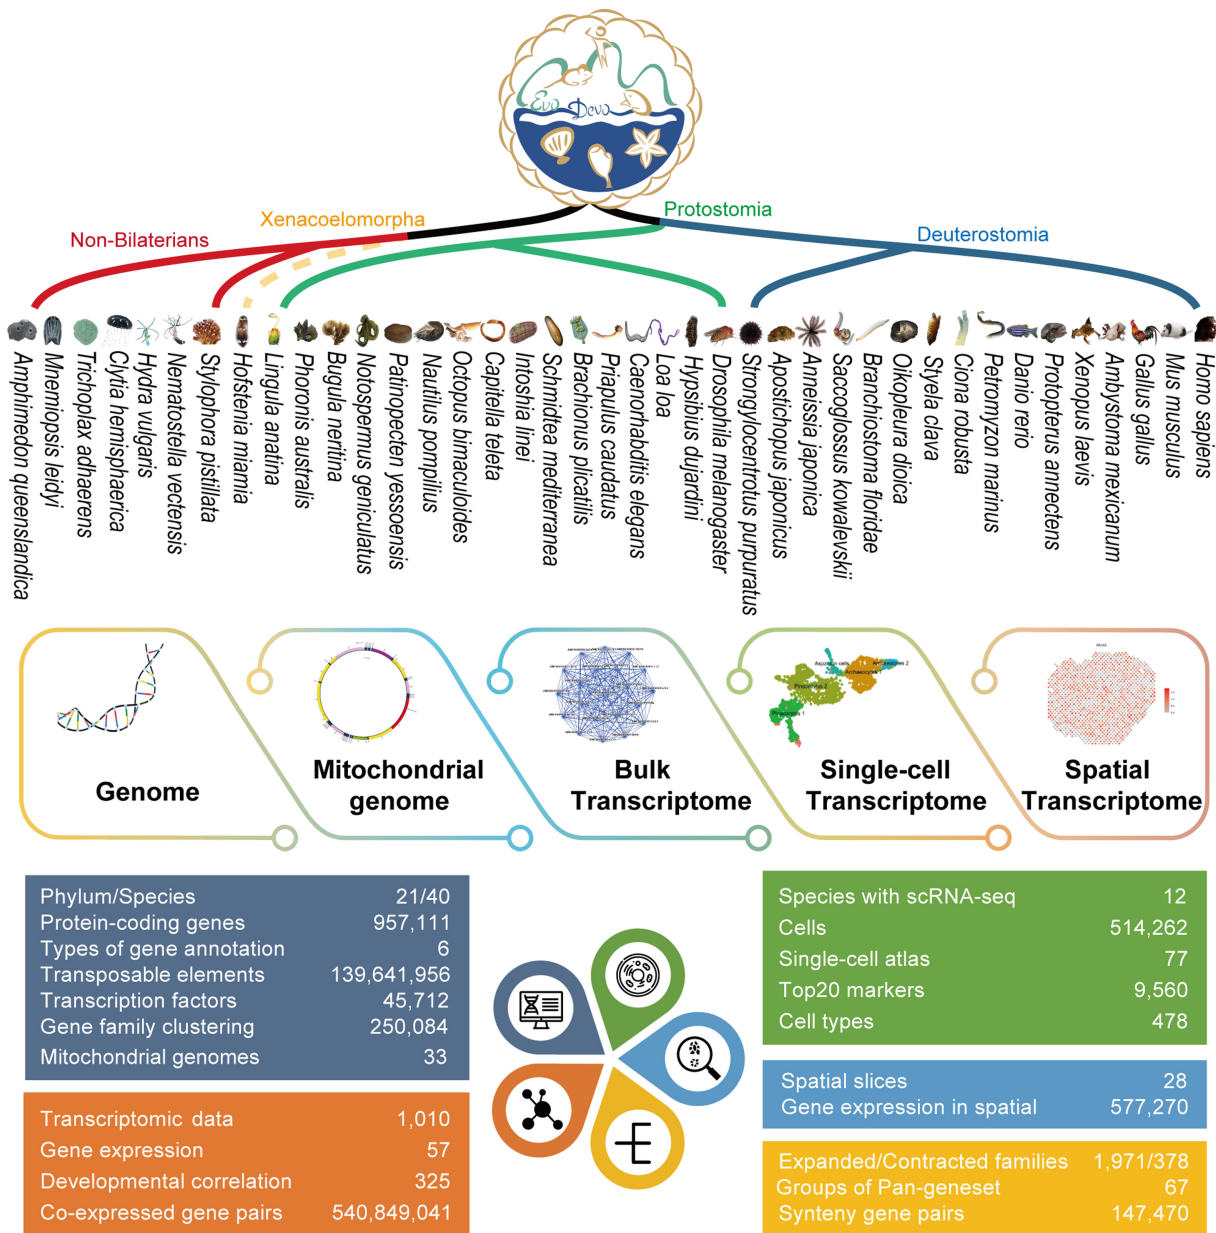 Evo Devo
Xenacoelomorpha
Protostomia
Non-Bilaterians
Deuterostomia
Amphimedon queenslandica
Mnemiopsis leidyi
Trichoplax adhaerens
Clytia hemisphaerica
Hydra vulgaris
Nematostella vectensis
Stylophora pistillata
Hofstenia miamia
Lingula anatina
Phoronis australis
Bugula neritina
Notospermus geniculatus
Patinopecten yessoensis
Nautilus pompilius
Octopus bimaculoides
Capitella teleta
Intoshia linei
Schmidtea mediterranea
Brachionus plicatilis
Priapulus caudatus
Caenorhabditis elegans
Loa loa
Hypsibius dujardini
Drosophila melanogaster
Strongylocentrotus purpuratus
Apostichopus japonicus
Anneissia japonica
Saccoglossus kowalevskii
Branchiostoma floridae
Oikopleura dioica
Styela clava
Ciona robusta
Petromyzon marinus
Danio rerio
Protopterus annectens
Xenopus laevis
Ambystoma mexicanum
Gallus gallus
Mus musculus
Homo sapiens
Genome
Mitochondrial
genome
Bulk
Transcriptome
Pinacocytes 2
Pinacocytes 1
Archaeocytes 1
Archaeocytes 2
Single-cell
Transcriptome
Spatial
Transcriptome
Phylum/Species 21/40
Protein-coding genes 957,111
Types of gene annotation 6
Transposable elements 139,641,956
Transcription factors 45,712
Gene family clustering 250,084
Mitochondrial genomes 33
Transcriptomic data 1,010
Gene expression 57
Developmental correlation 325
Co-expressed gene pairs 540,849,041
Species with scRNA-seq 12
Cells 514,262
Single-cell atlas 77
Top20 markers 9,560
Cell types 478
Spatial slices 28
Gene expression in spatial 577,270
Expanded/Contracted families 1,971/378
Groups of Pan-geneset 67
Synteny gene pairs 147,470